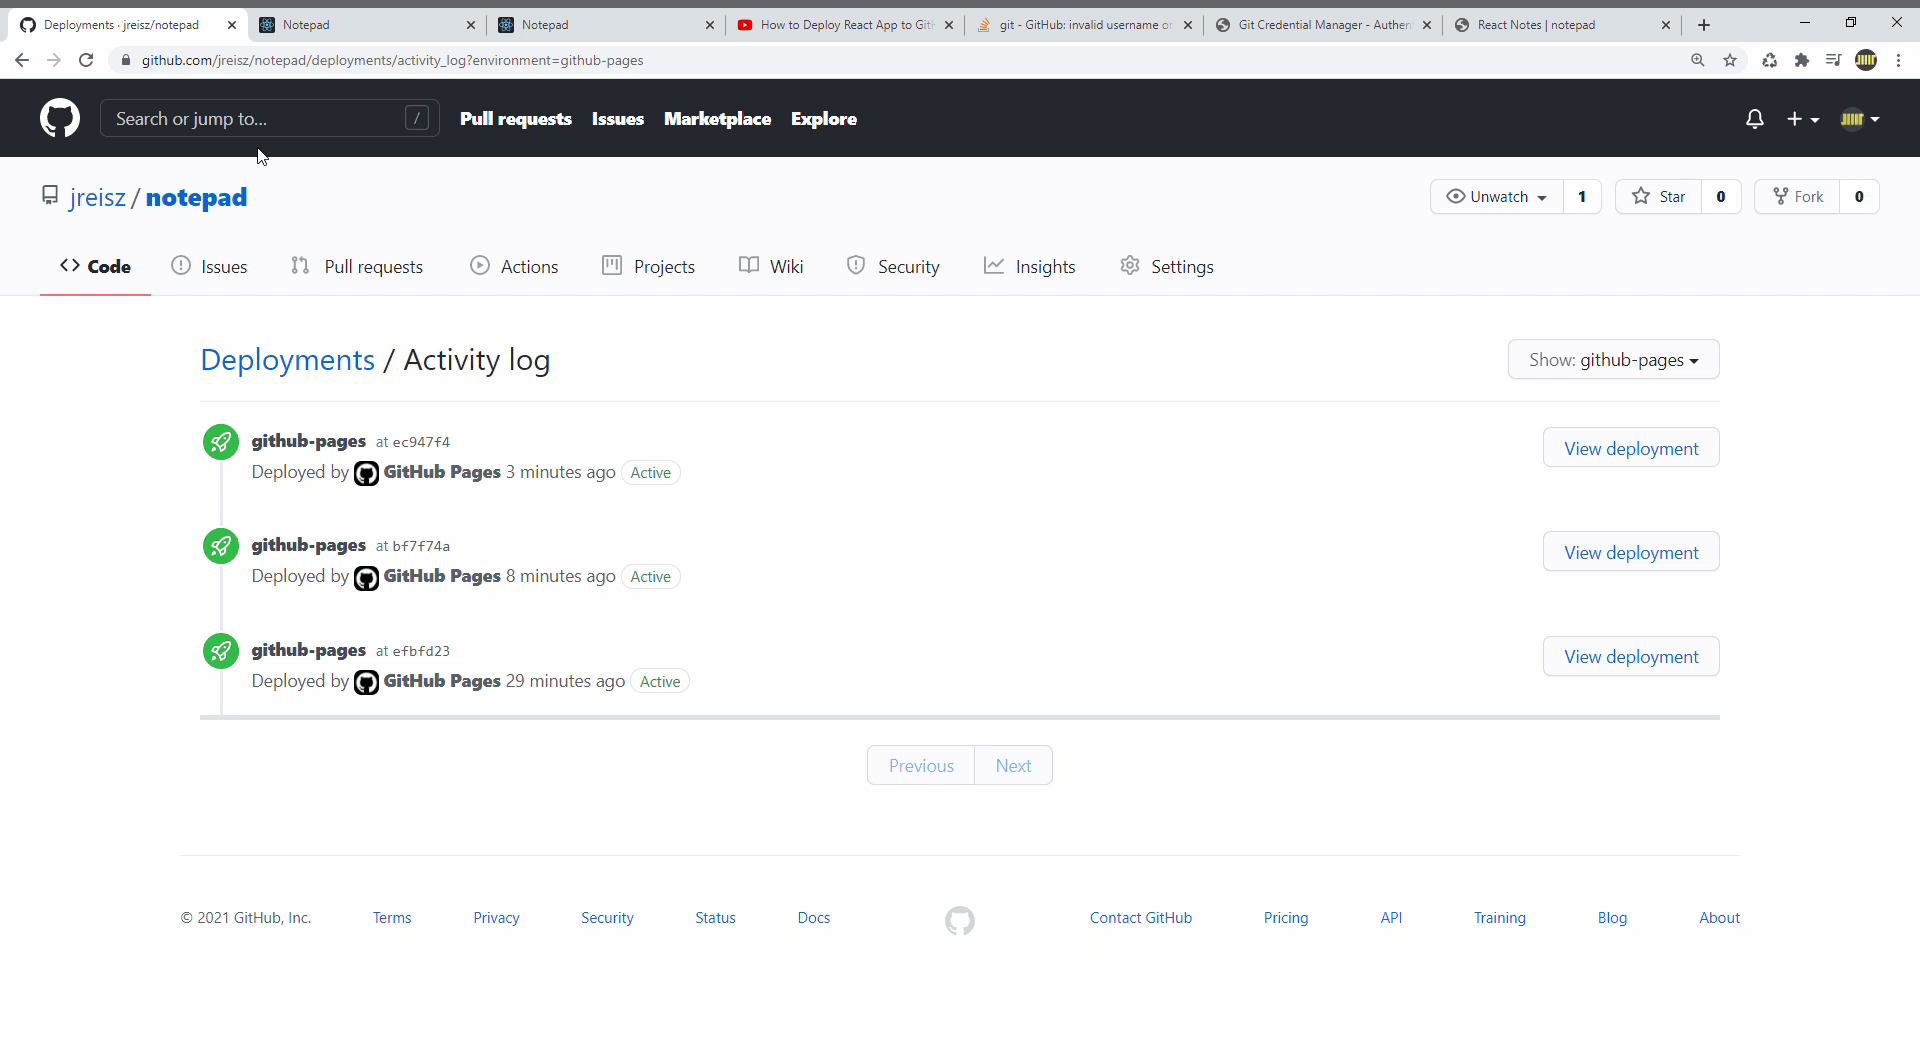 Deployments · jreisz/notepad
Notepad
Notepad
How to Deploy React App to Gith
git - GitHub: invalid username or
Git Credential Manager - Authen
React Notes | notepad
github.com/jreisz/notepad/deployments/activity_log?environment=github-pages
Search or jump to... /
Pull requests Issues Marketplace Explore
jreisz / notepad
Unwatch 1 Star 0 Fork 0
Code Issues Pull requests Actions Projects Wiki Security Insights Settings
Deployments / Activity log
Show: github-pages
github-pages at ec947f4
Deployed by GitHub Pages 3 minutes ago Active
View deployment
github-pages at bf7f74a
Deployed by GitHub Pages 8 minutes ago Active
View deployment
github-pages at efbfd23
Deployed by GitHub Pages 29 minutes ago Active
View deployment
Previous Next
© 2021 GitHub, Inc. Terms Privacy Security Status Docs Contact GitHub Pricing API Training Blog About